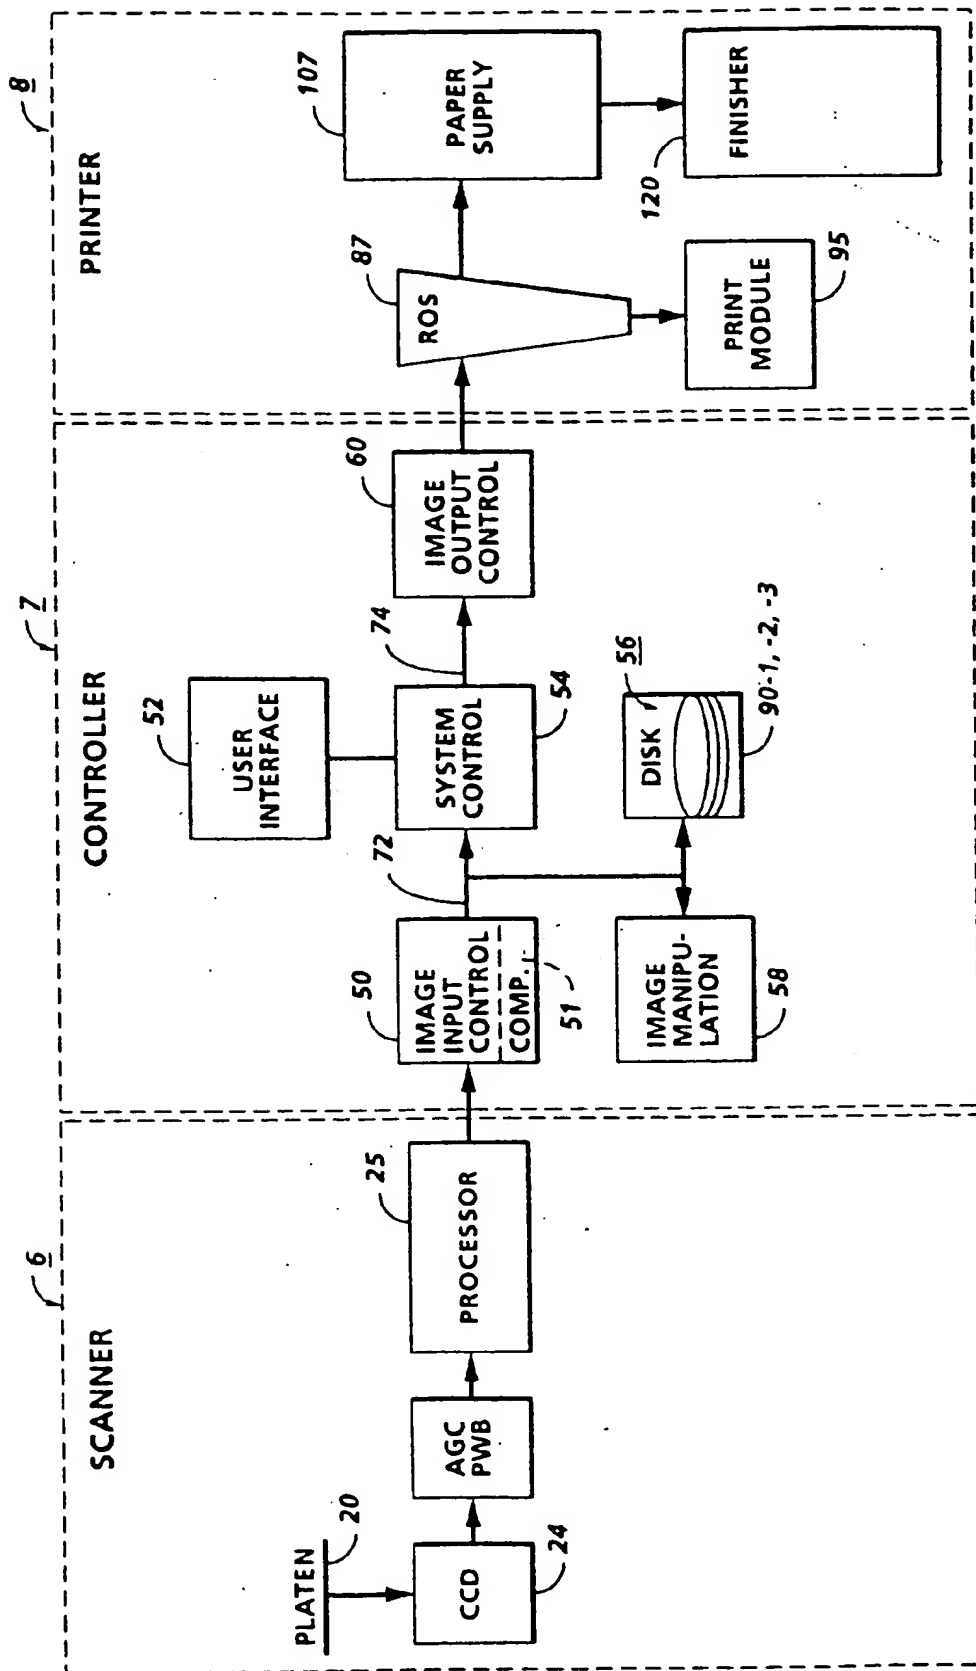 6
SCANNER
PLATEN
20
CCD
24
AGC
PWB
PROCESSOR
25
7
CONTROLLER
50
IMAGE
INPUT
CONTROL
COMP.
51
72
52
USER
INTERFACE
SYSTEM
CONTROL
54
74
60
IMAGE
OUTPUT
CONTROL
IMAGE
MANIPU-
LATION
58
DISK
56
90-1, -2, -3
8
PRINTER
87
ROS
PRINT
MODULE
95
107
PAPER
SUPPLY
120
FINISHER